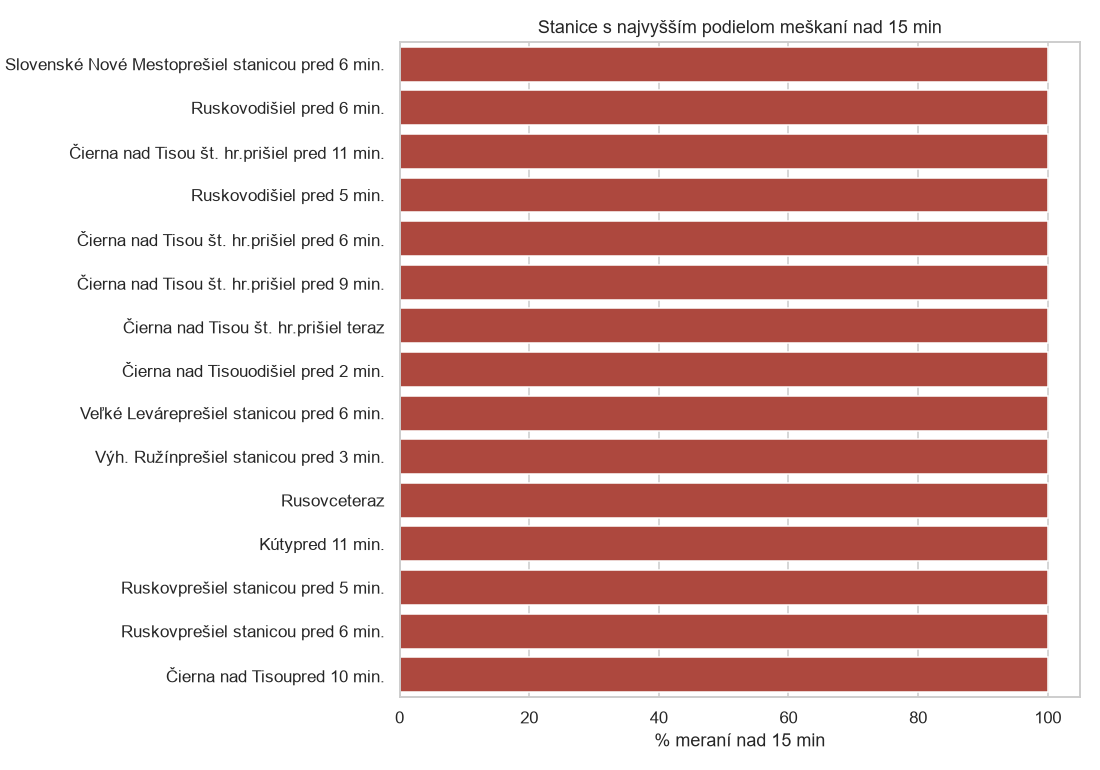 Stanice s najvyšším podielom meškaní nad 15 min
Slovenské Nové Mestoprešiel stanicou pred 6 min.
Ruskovodišiel pred 6 min.
Čierna nad Tisou št. hr.prišiel pred 11 min.
Ruskovodišiel pred 5 min.
Čierna nad Tisou št. hr.prišiel pred 6 min.
Čierna nad Tisou št. hr.prišiel pred 9 min.
Čierna nad Tisou št. hr.prišiel teraz
Čierna nad Tisouodišiel pred 2 min.
Veľké Leváreprešiel stanicou pred 6 min.
Výh. Ružínprešiel stanicou pred 3 min.
Rusovceteraz
Kútypred 11 min.
Ruskovprešiel stanicou pred 5 min.
Ruskovprešiel stanicou pred 6 min.
Čierna nad Tisoupred 10 min.
0 20 40 60 80 100
% meraní nad 15 min